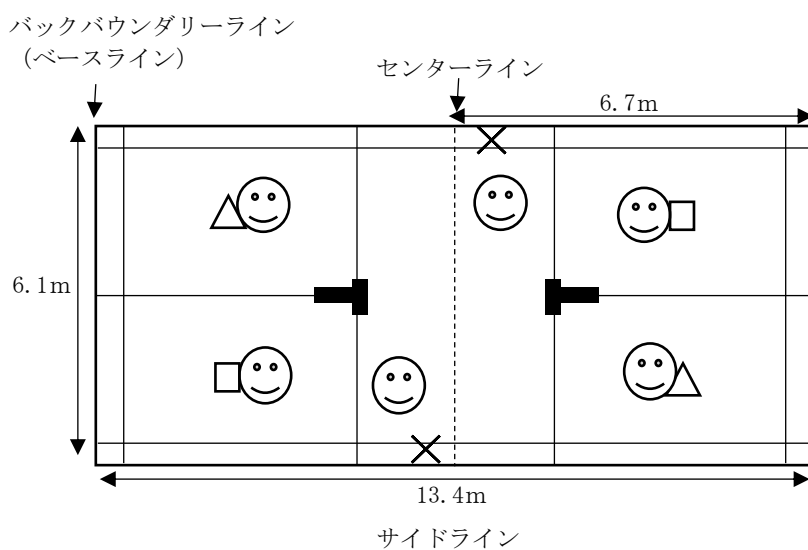 バックバウンダリーライン
（ベースライン）
センターライン
6.7m
6.1m
13.4m
サイドライン